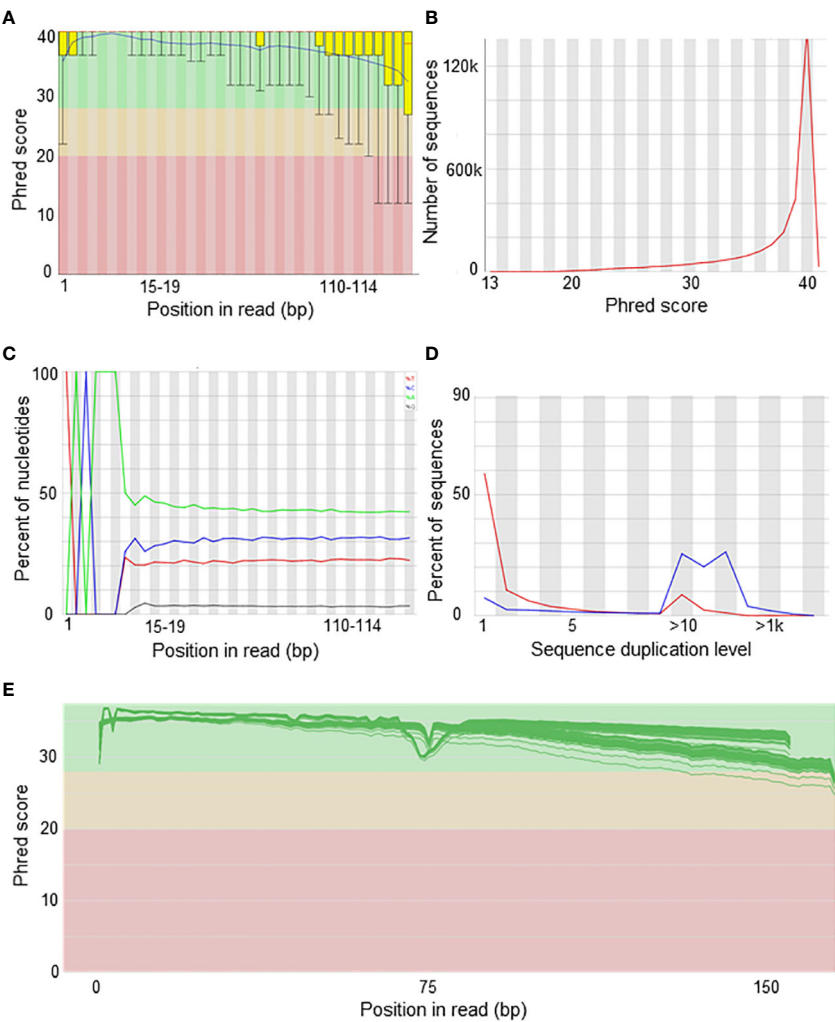 A
40
30
20
10
0
Phred score
1
15-19
110-114
Position in read (bp)
B
120k
600k
0
Number of sequences
13
20
30
40
Phred score
C
100
50
0
Percent of nucleotides
1
15-19
110-114
Position in read (bp)
D
90
50
0
Percent of sequences
1
5
>10
>1k
Sequence duplication level
E
30
20
10
0
Phred score
0
75
150
Position in read (bp)